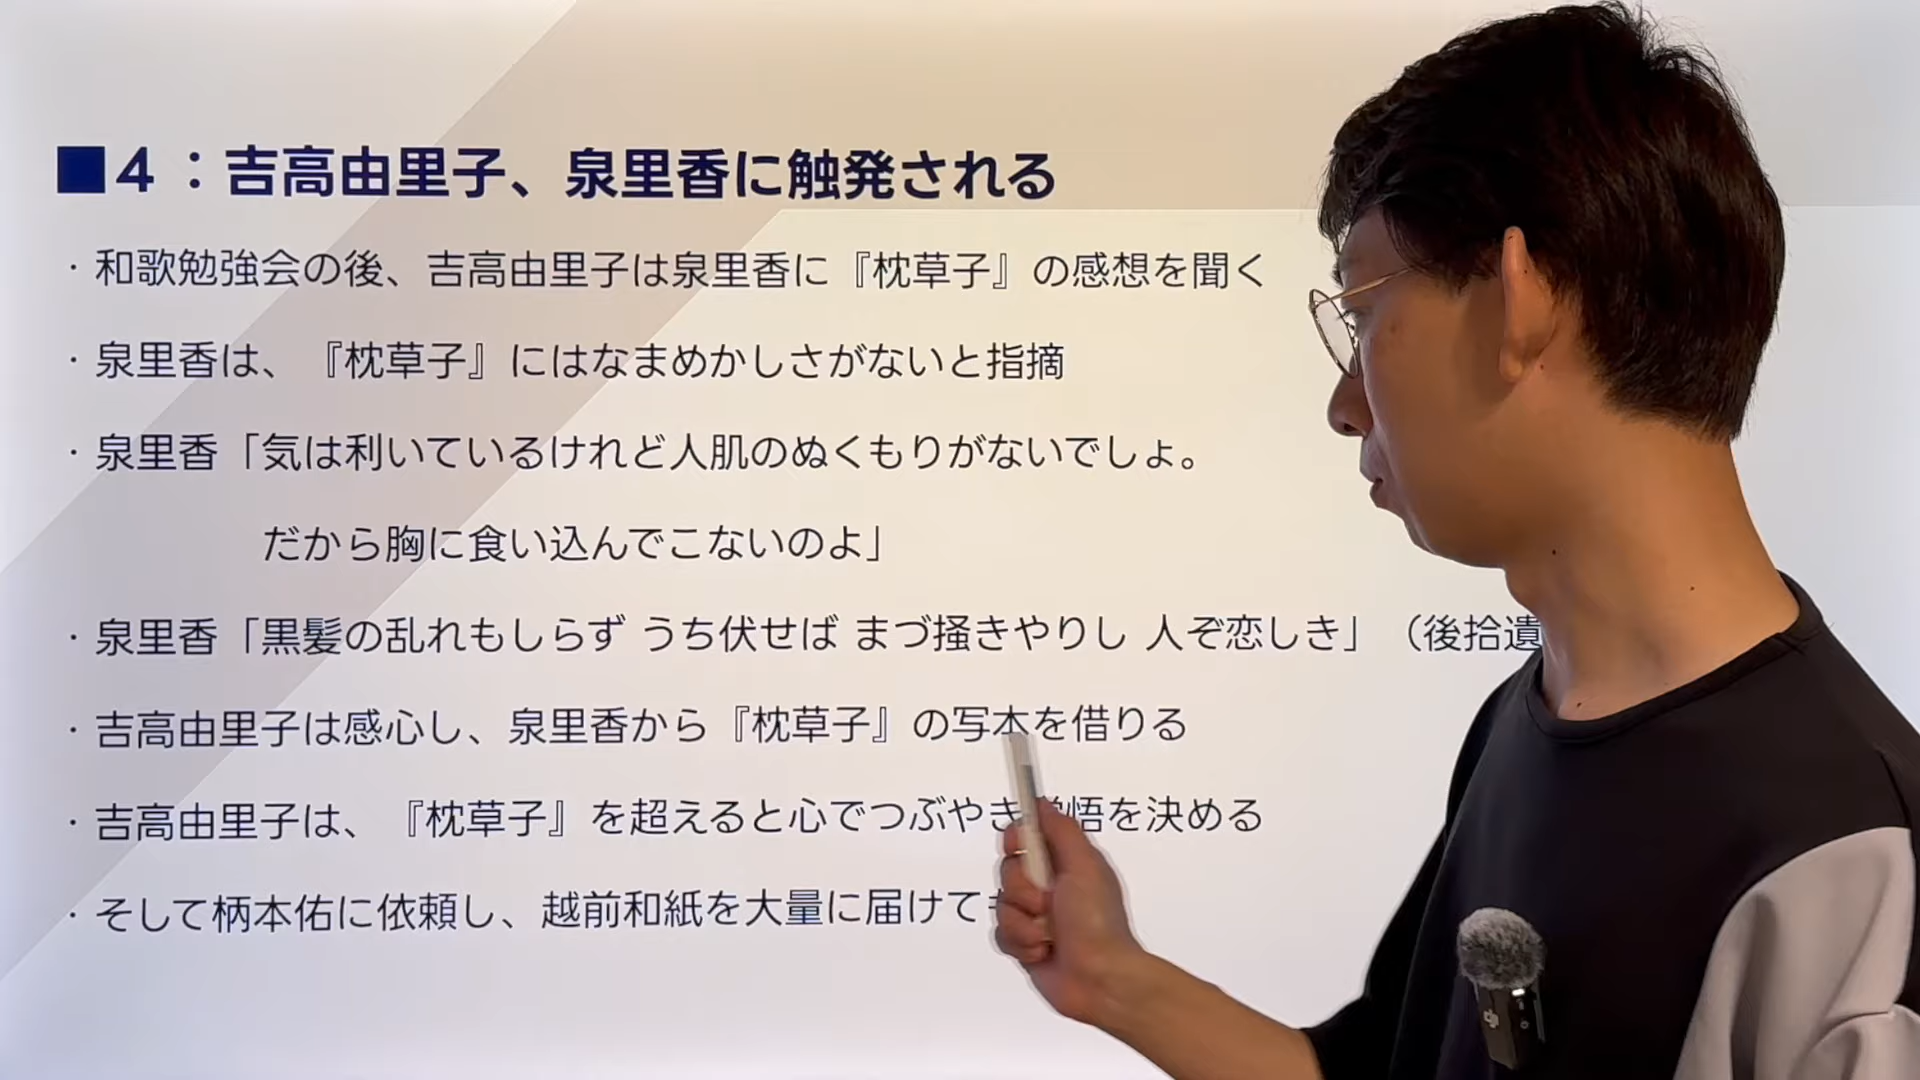 ■4：吉高由里子、泉里香に触発される
・和歌勉強会の後、吉高由里子は泉里香に『枕草子』の感想を聞く
・泉里香は、『枕草子』にはなまめかしさがないと指摘
・泉里香「気は利いているけれど人肌のぬくもりがないでしょ。
だから胸に食い込んでこないのよ」
・泉里香「黒髪の乱れもしらず うち伏せば まづ掻きやりし 人ぞ恋しき」（後拾遺
・吉高由里子は感心し、泉里香から『枕草子』の写本を借りる
・吉高由里子は、『枕草子』を超えると心でつぶやき 悟を決める
・そして柄本佑に依頼し、越前和紙を大量に届けて